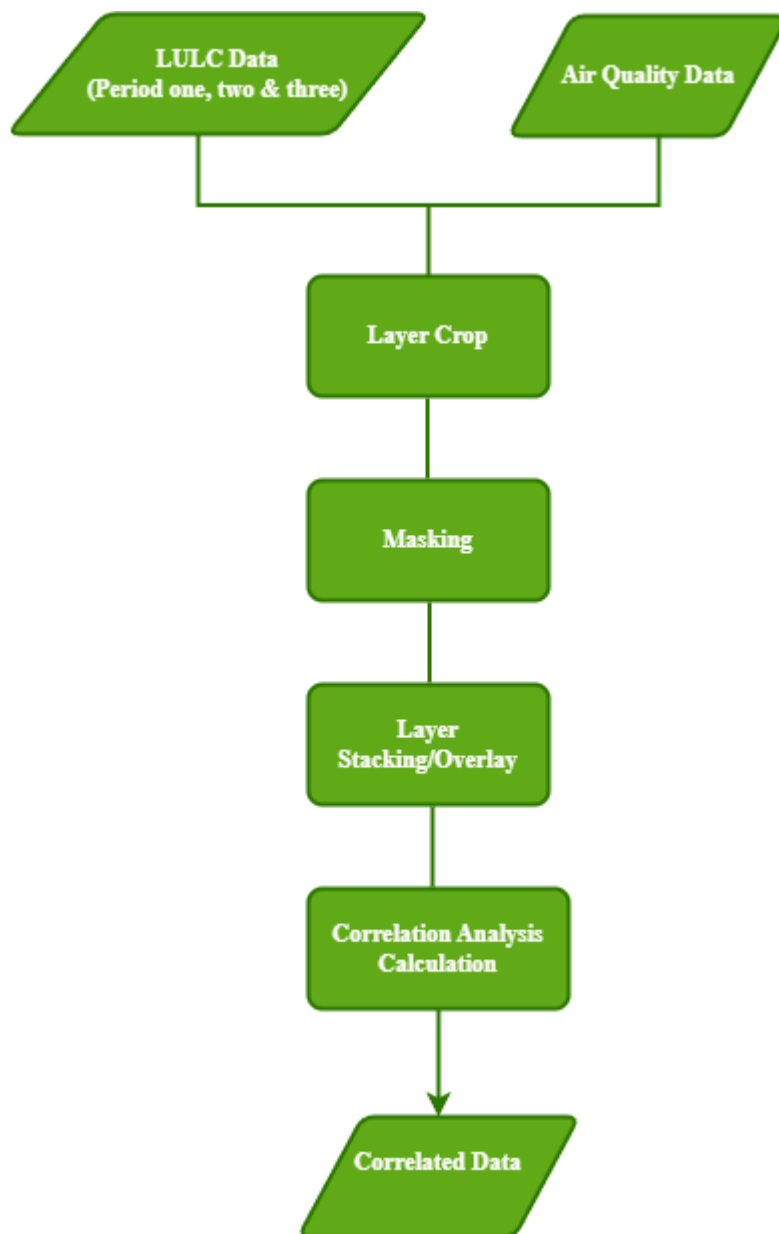 LULC Data
(Period one, two & three)
Air Quality Data
Layer Crop
Masking
Layer
Stacking/Overlay
Correlation Analysis
Calculation
Correlated Data